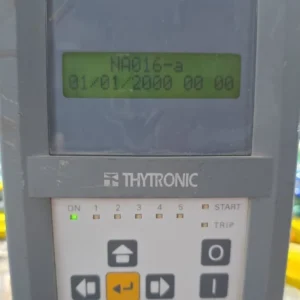 NA016-a
01/01/2000 00 00
THYTRONIC
ON 1 2 3 4 5 START
TRIP
O
I